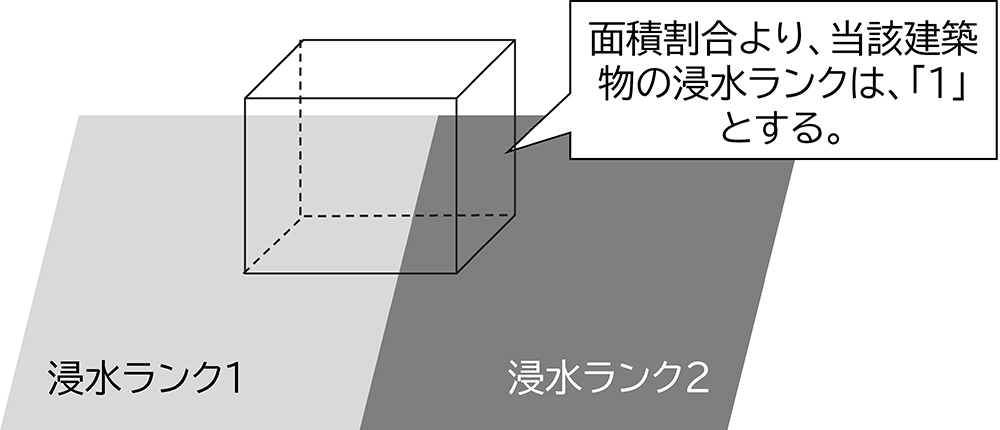 面積割合より、当該建築
物の浸水ランクは、「1」
とする。
浸水ランク1
浸水ランク2